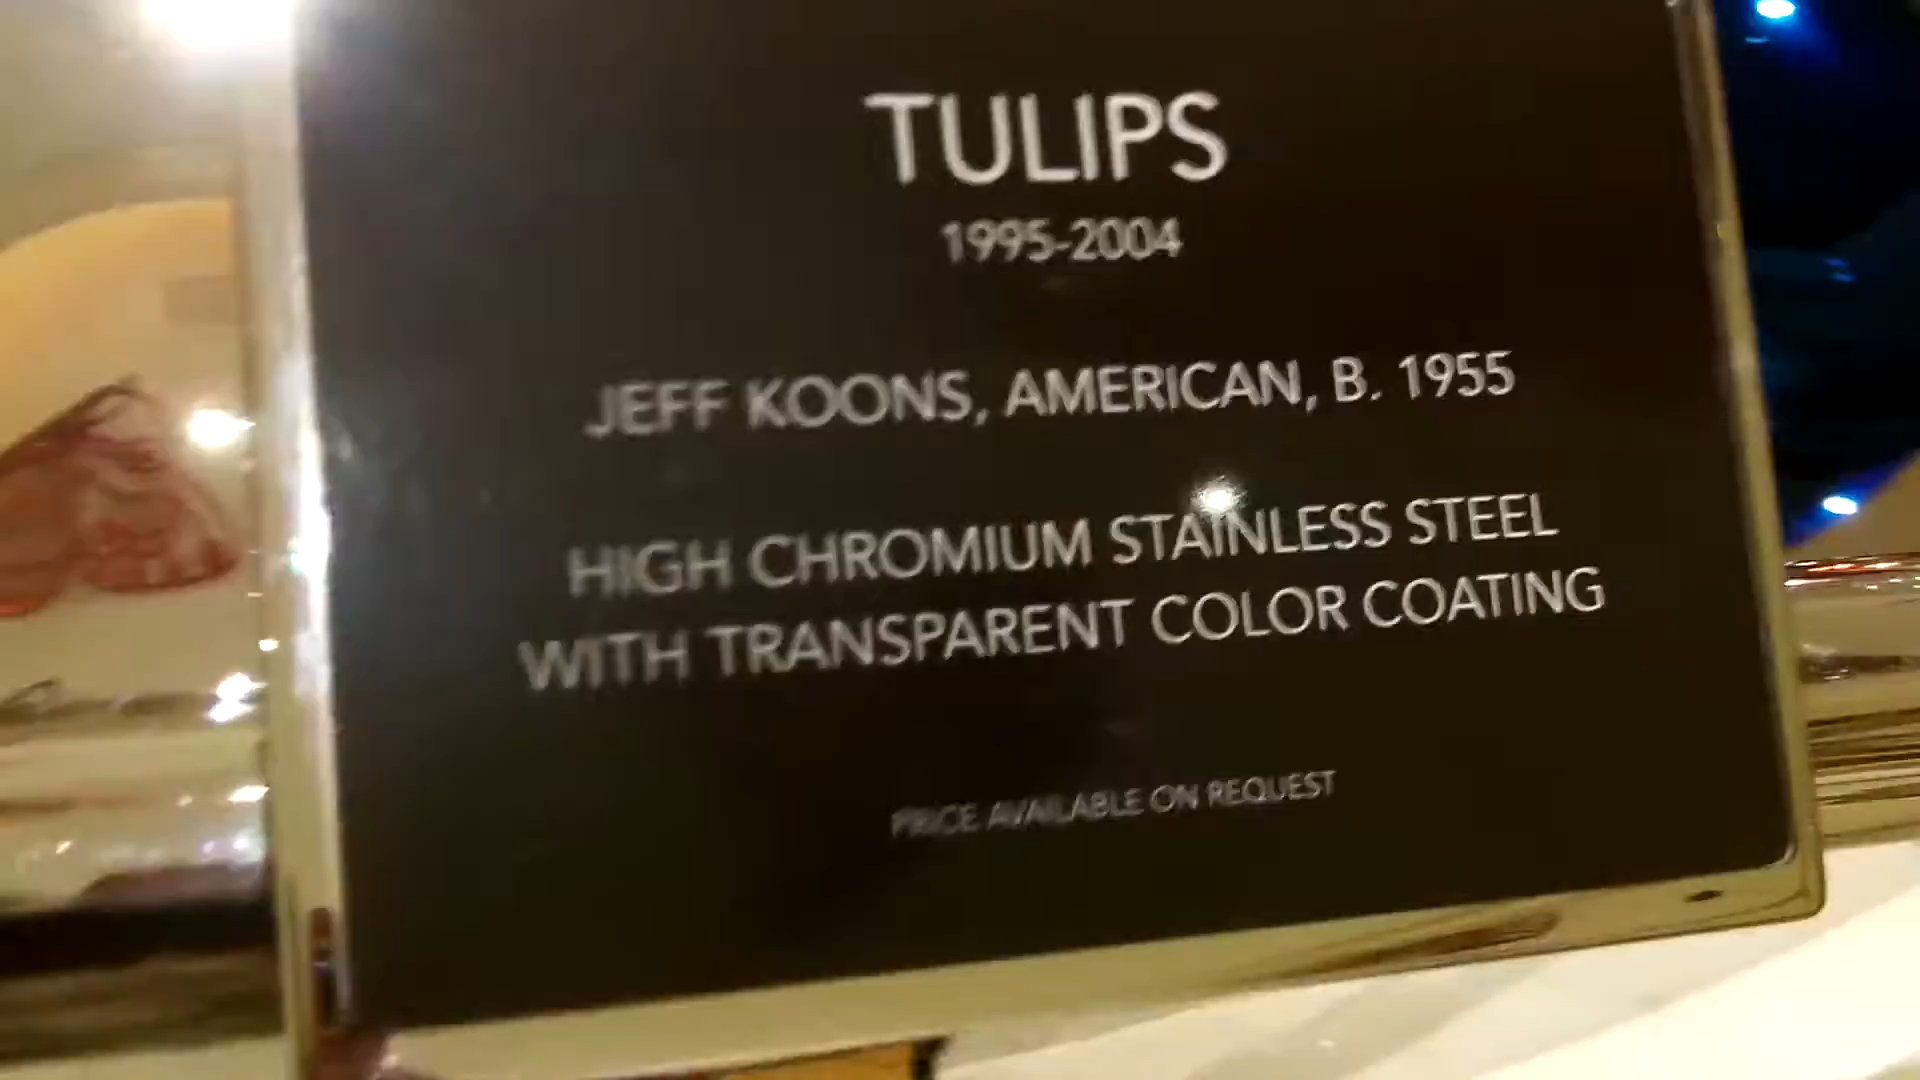 TULIPS
1995-2004
JEFF KOONS, AMERICAN, B. 1955
HIGH CHROMIUM STAINLESS STEEL
WITH TRANSPARENT COLOR COATING
PRICE AVAILABLE ON REQUEST